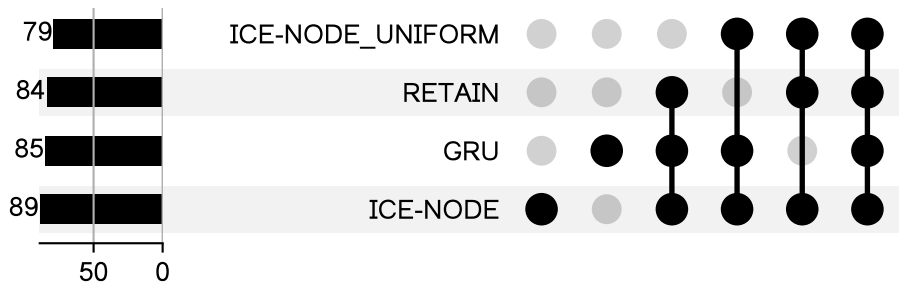 79 ICE-NODE_UNIFORM
84 RETAIN
85 GRU
89 ICE-NODE
50 0